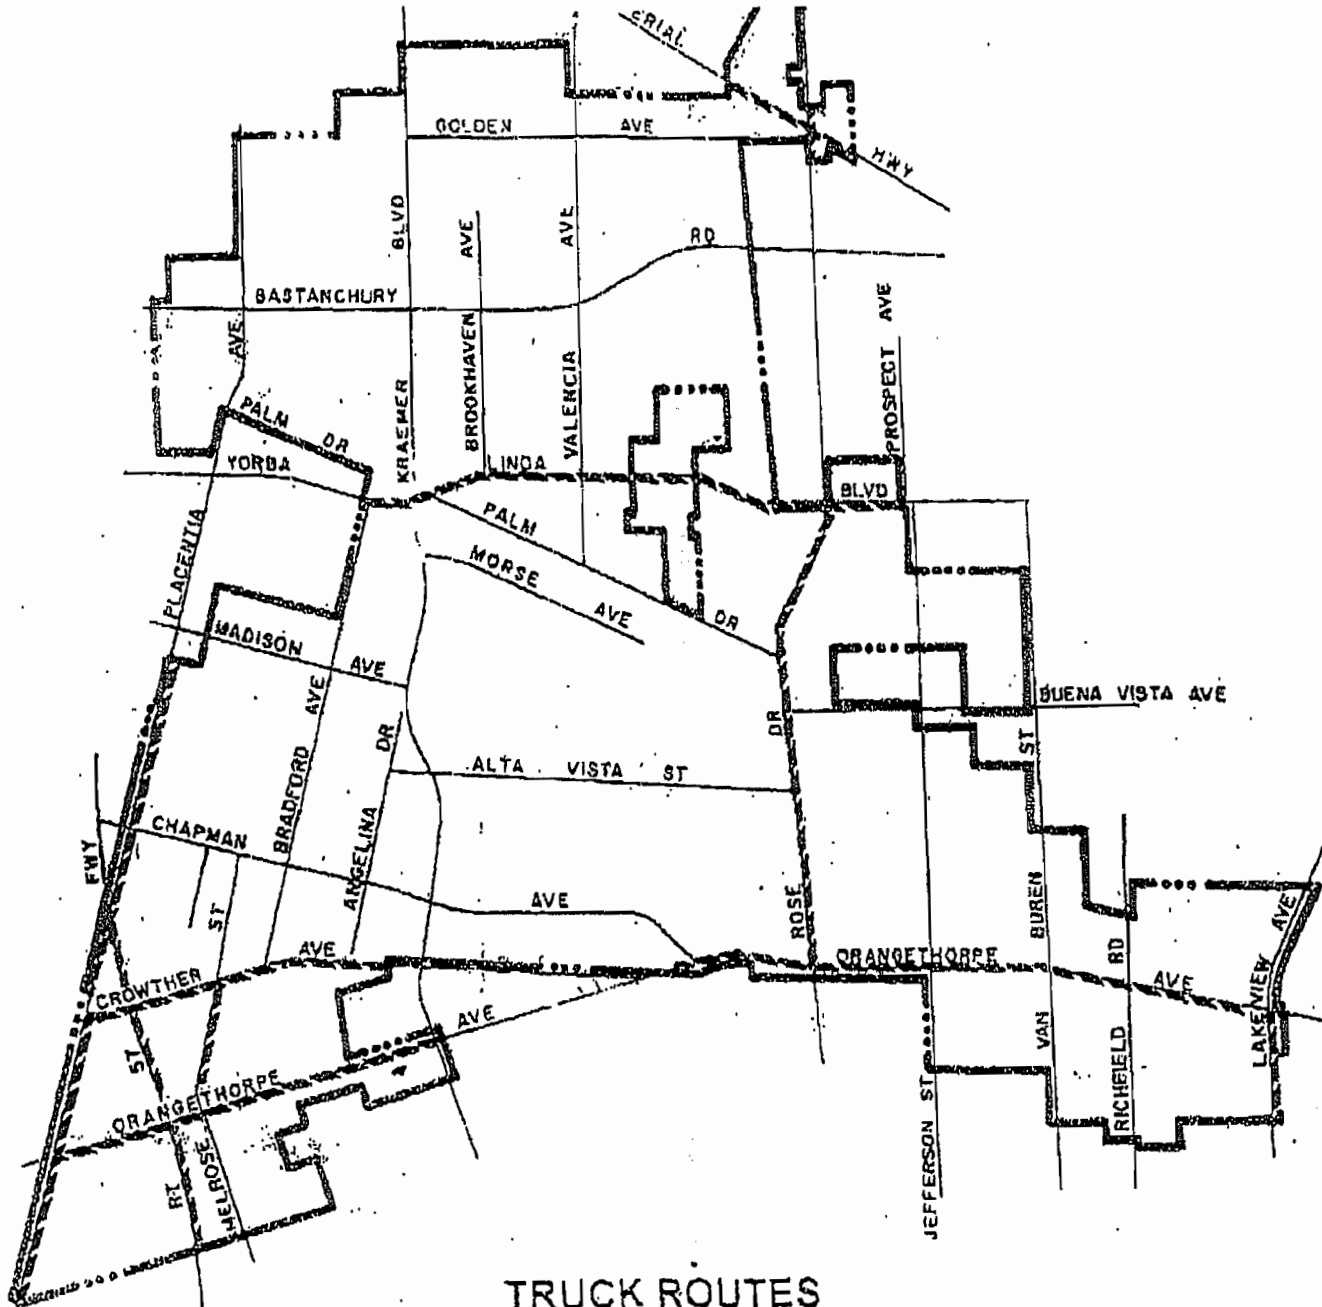 ERIAL
HWY
GOLDEN AVE
BLVD
AVE
AVE
RD
BASTANCHURY
AVE
KRAEMER
BROOKHAVEN
VALENCIA
PROSPECT AVE
PALM DR
YORBA
LINDA
BLVD
PALM
DR
MORSE
AVE
PLACENTIA
MADISON AVE
AVE
DR
BUENA VISTA AVE
ST
DR
ALTA VISTA ST
BRADFORD
ANGELINA
CHAPMAN
AVE
FWY
ST
ROSE
BUREN
RD
AVE
CROWTHER AVE
ORANGETHORPE
AVE
LAKEVIEW
AVE
ST
VAN
ORANGETHORPE
RICHFIELD
JEFFERSON ST
MELROSE
TRUCK ROUTES